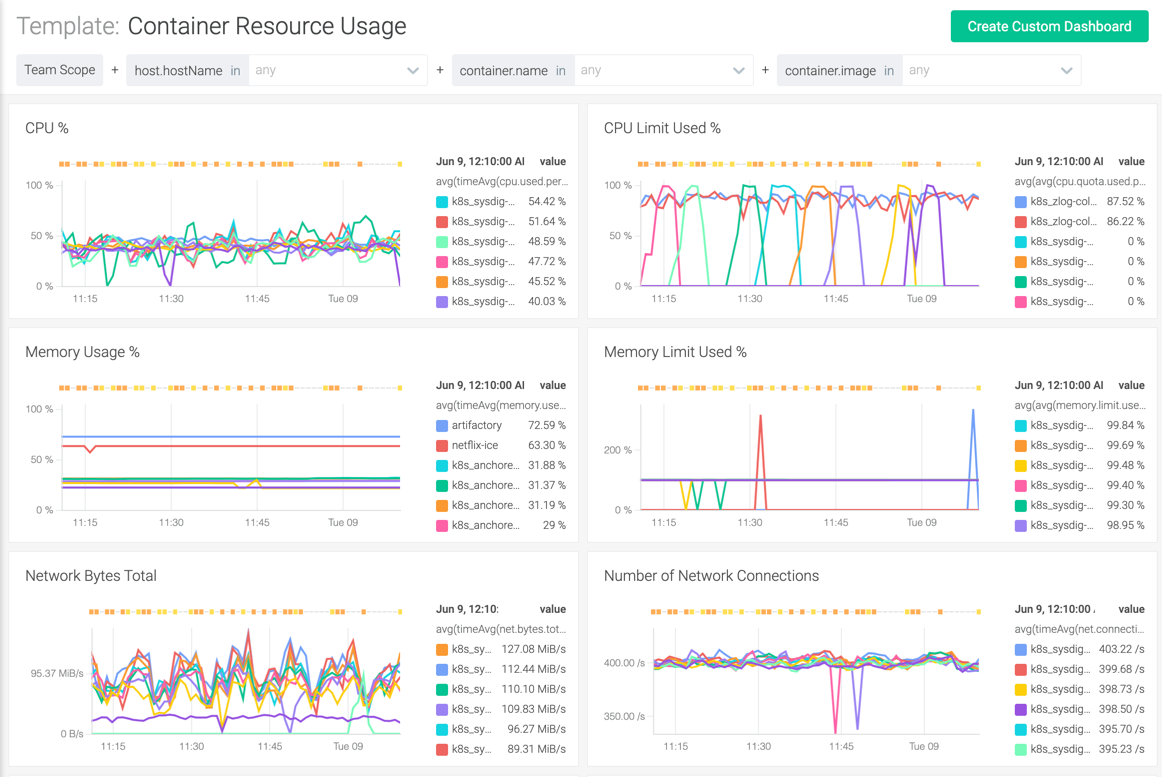 Template: Container Resource Usage
Create Custom Dashboard
Team Scope + host.hostName in any + container.name in any + container.image in any
CPU %
Jun 9, 12:10:00 AI value
avg(timeAvg(cpu.used.per...
k8s_sysdig-... 54.42 %
k8s_sysdig-... 51.64 %
k8s_sysdig-... 48.59 %
k8s_sysdig-... 47.72 %
k8s_sysdig-... 45.52 %
k8s_sysdig-... 40.03 %
100 %
50 %
0 %
11:15 11:30 11:45 Tue 09
CPU Limit Used %
Jun 9, 12:10:00 AI value
avg(avg(cpu.quota.used.p...
k8s_zlog-col... 87.52 %
k8s_zlog-col... 86.22 %
k8s_sysdig-... 0 %
k8s_sysdig-... 0 %
k8s_sysdig-... 0 %
k8s_sysdig-... 0 %
100 %
50 %
0 %
11:15 11:30 11:45 Tue 09
Memory Usage %
Jun 9, 12:10:00 AI value
avg(timeAvg(memory.use...
artifactory 72.59 %
netflix-ice 63.30 %
k8s_anchore... 31.88 %
k8s_anchore... 31.37 %
k8s_anchore... 31.19 %
k8s_anchore... 29 %
100 %
50 %
0 %
11:15 11:30 11:45 Tue 09
Memory Limit Used %
Jun 9, 12:10:00 AI value
avg(avg(memory.limit.use...
k8s_sysdig-... 99.84 %
k8s_sysdig-... 99.69 %
k8s_sysdig-... 99.48 %
k8s_sysdig-... 99.40 %
k8s_sysdig-... 99.30 %
k8s_sysdig-... 98.95 %
200 %
0 %
11:15 11:30 11:45 Tue 09
Network Bytes Total
Jun 9, 12:10: value
avg(timeAvg(net.bytes.tot...
k8s_sy... 127.08 MiB/s
k8s_sy... 112.44 MiB/s
k8s_sy... 110.10 MiB/s
k8s_sy... 109.83 MiB/s
k8s_sy... 96.27 MiB/s
k8s_sy... 89.31 MiB/s
95.37 MiB/s
0 B/s
11:15 11:30 11:45 Tue 09
Number of Network Connections
Jun 9, 12:10:00 value
avg(timeAvg(net.connecti...
k8s_sysdig... 403.22 /s
k8s_sysdig... 399.68 /s
k8s_sysdig... 398.73 /s
k8s_sysdig... 398.50 /s
k8s_sysdig... 395.70 /s
k8s_sysdig... 395.23 /s
400.00 /s
350.00 /s
11:15 11:30 11:45 Tue 09